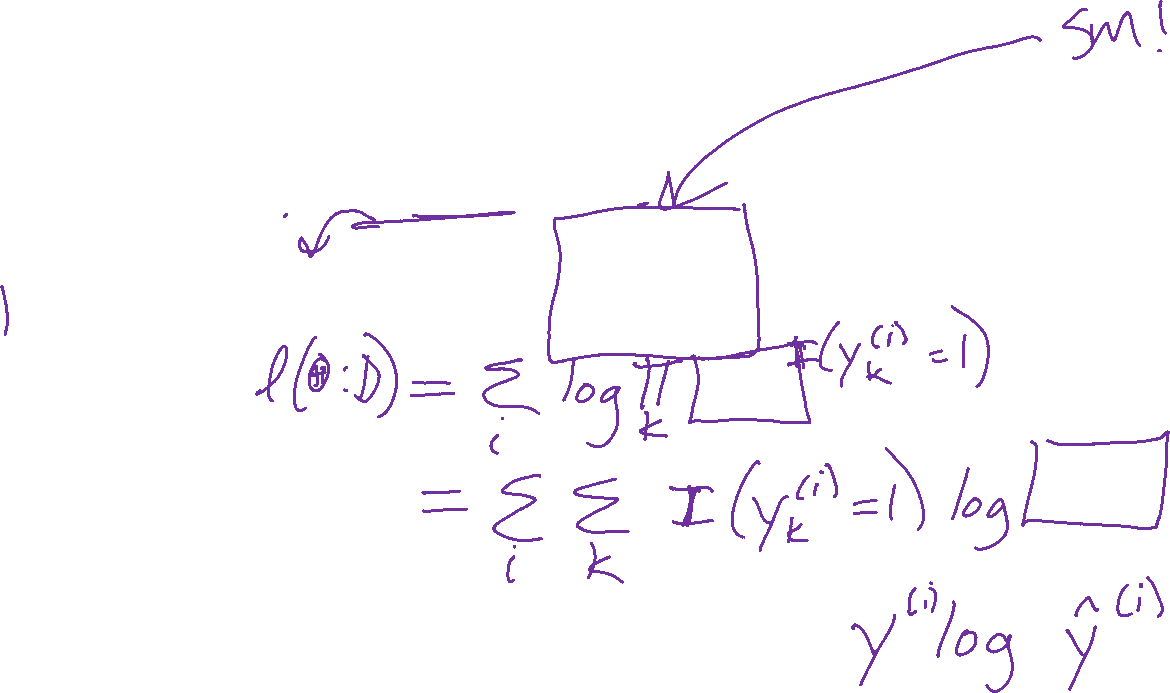 SM!
)
l(θ:D) = Σ_i log Π_k □^{I(y_k^{(i)} = 1)}
= Σ_i Σ_k I(y_k^{(i)} = 1) log □
y^{(i)} log ŷ^{(i)}